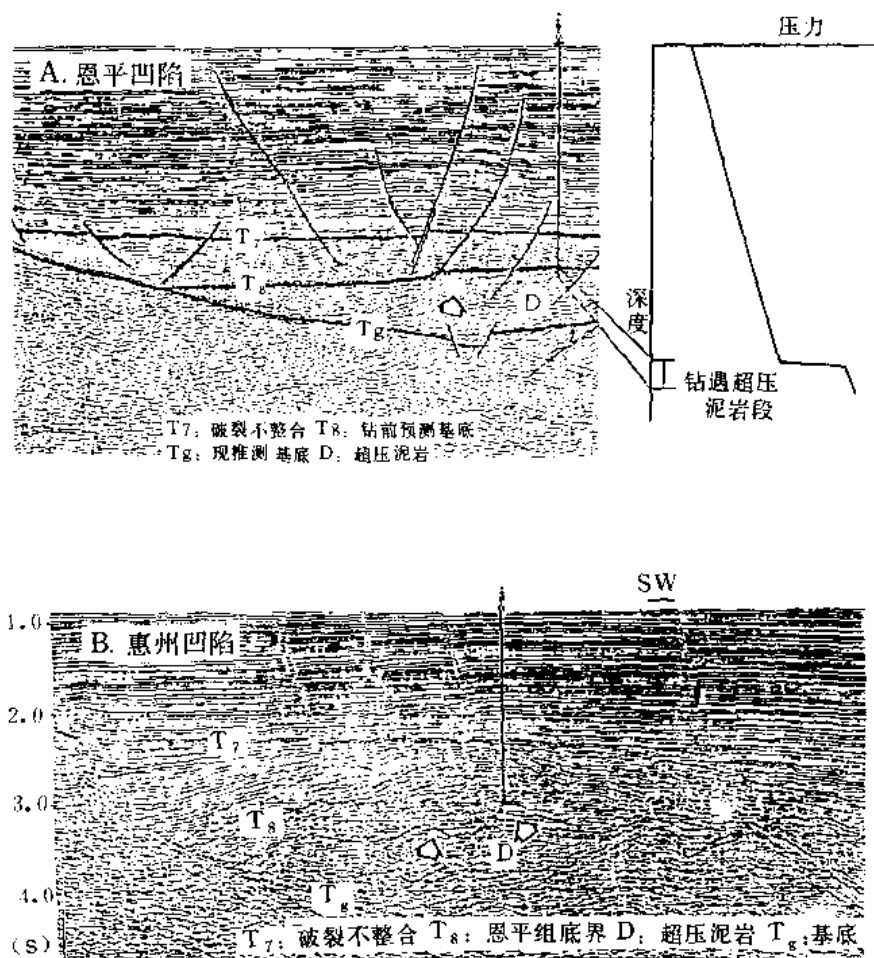 压力
A. 恩平凹陷
T₇
T₈
D
Tg
深度
钻遇超压
泥岩段
T₇: 破裂不整合 T₈: 钻前预测基底
Tg: 现推测 基底 D: 超压泥岩
SW
1.0
B. 惠州凹陷
2.0
T₇
3.0
T₈
D
4.0
Tg
(S)
T₇: 破裂不整合 T₈: 恩平组底界 D: 超压泥岩 Tg:基底